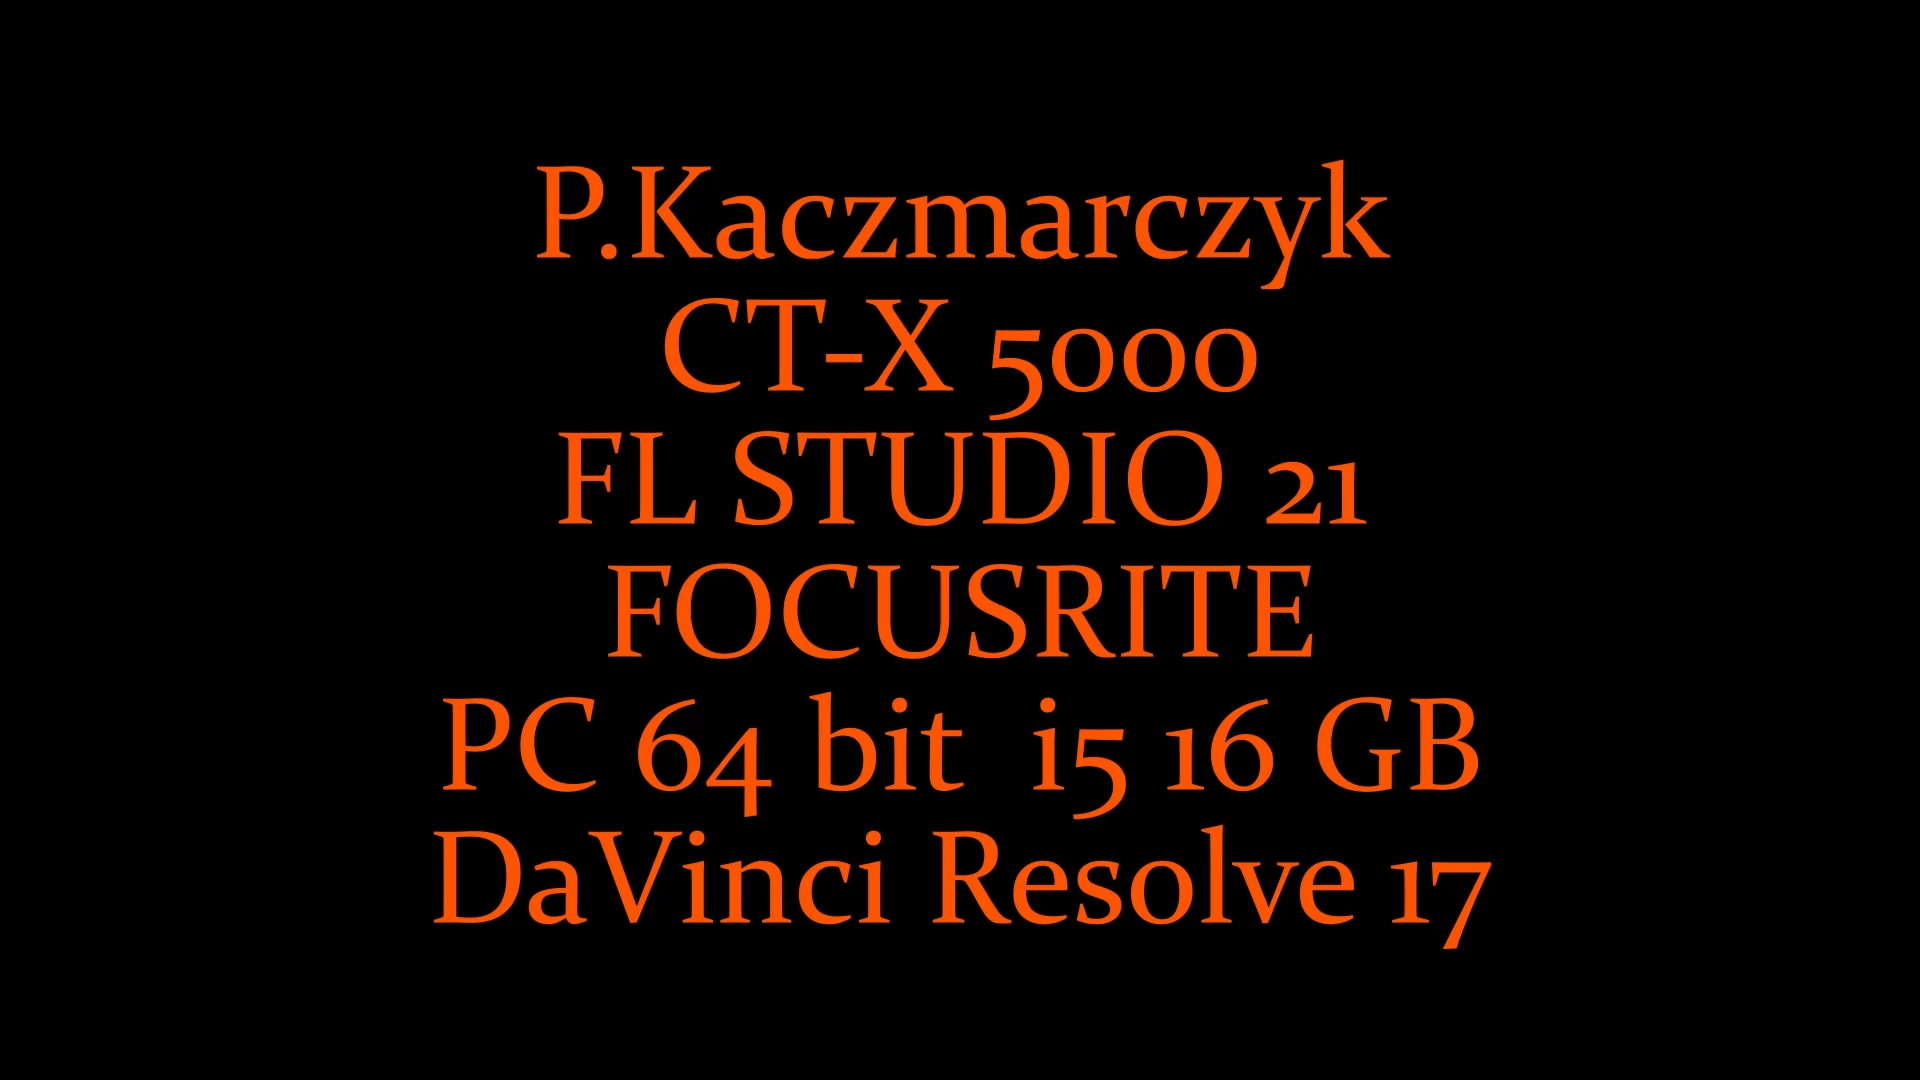 P.Kaczmarczyk
CT-X 5000
FL STUDIO 21
FOCUSRITE
PC 64 bit  i5 16 GB
DaVinci Resolve 17